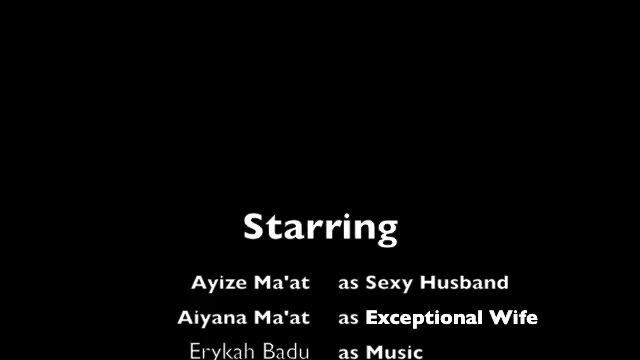 Starring
Ayize Ma'at as Sexy Husband
Aiyana Ma'at as Exceptional Wife
Erykah Badu as Music